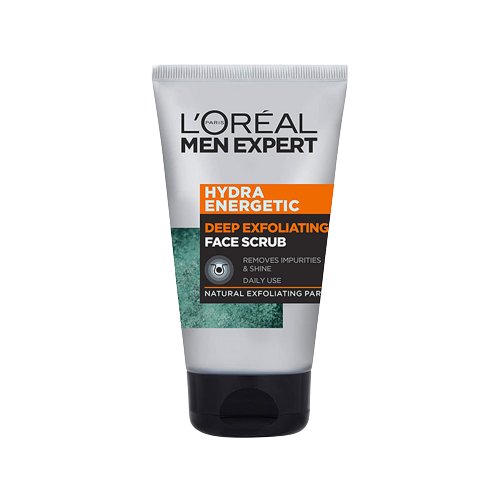 L'ORÉAL
PARIS
MEN EXPERT
HYDRA
ENERGETIC
DEEP EXFOLIATING
FACE SCRUB
REMOVES IMPURITIES
& SHINE
DAILY USE
NATURAL EXFOLIATING PAR